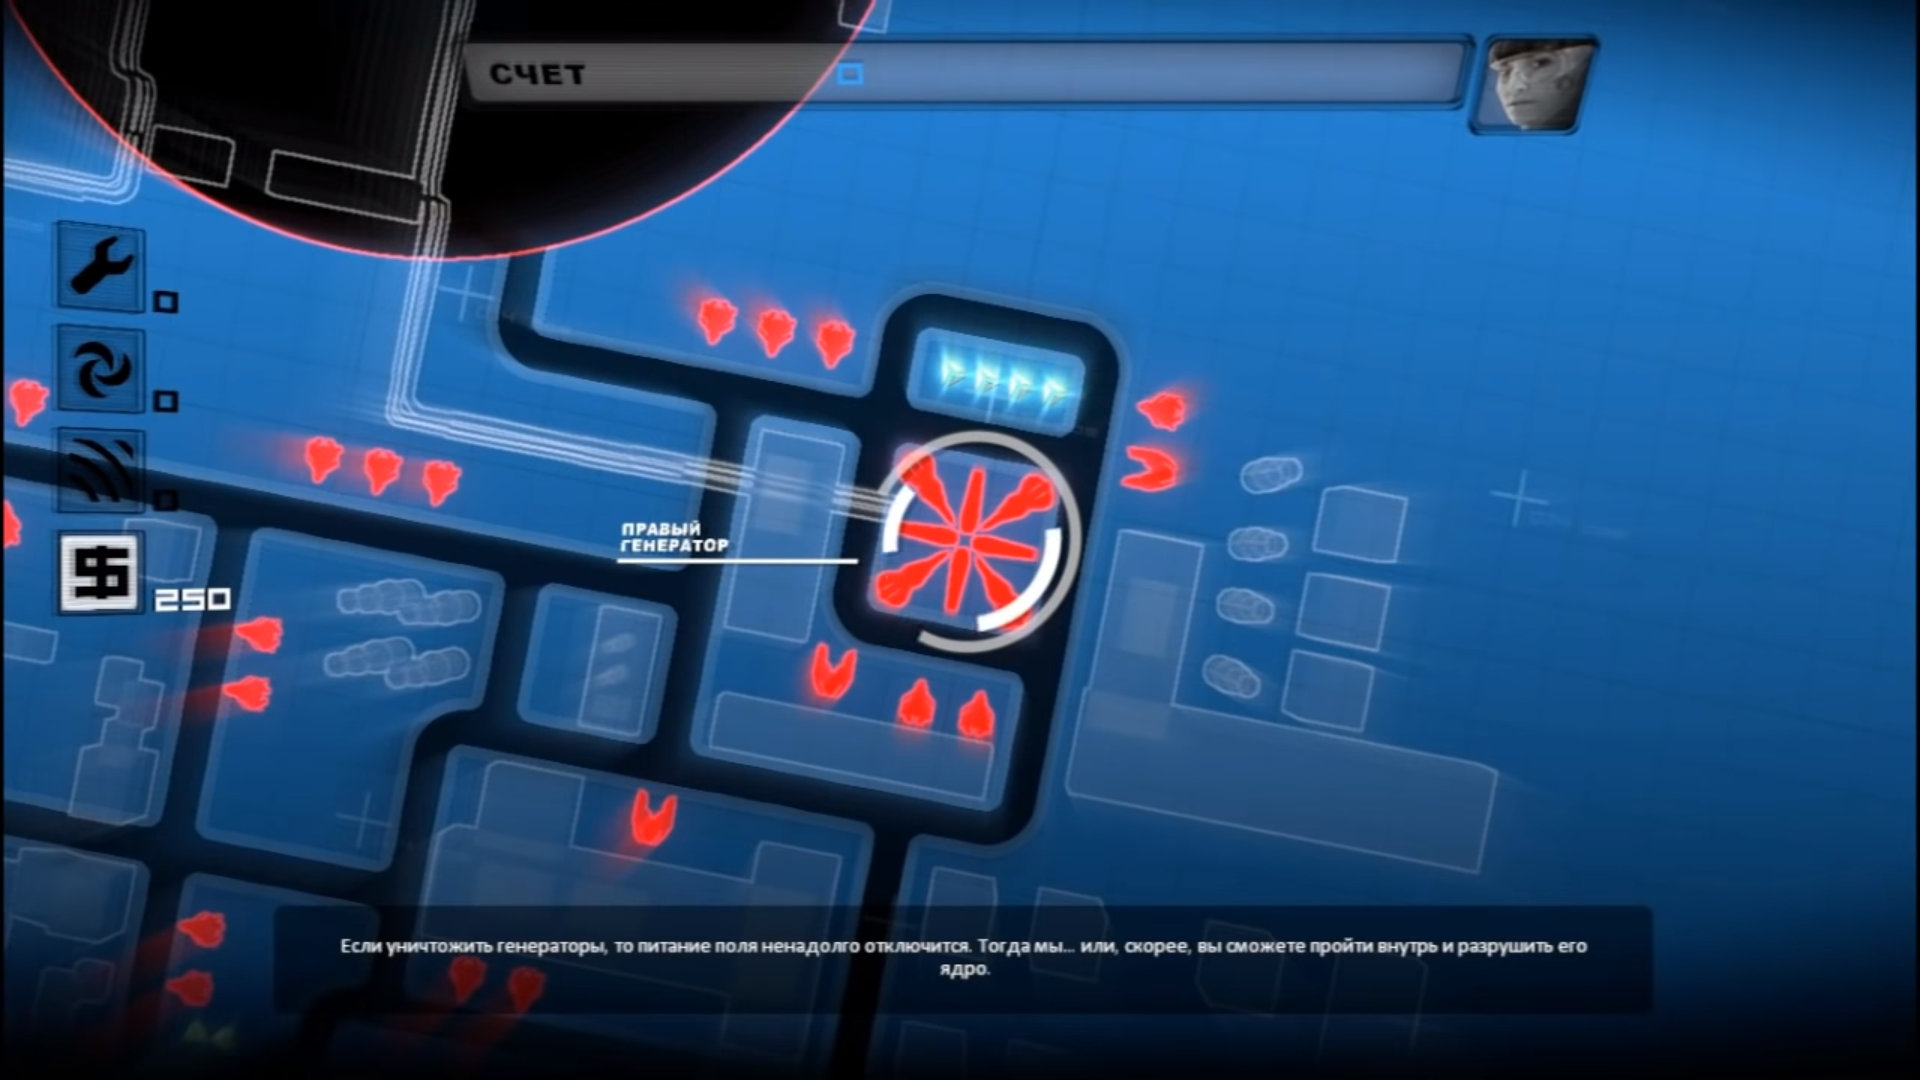 СЧЕТ
ПРАВЫЙ
ГЕНЕРАТОР
250
Если уничтожить генераторы, то питание поля ненадолго отключится. Тогда мы... или, скорее, вы сможете пройти внутрь и разрушить его
ядро.